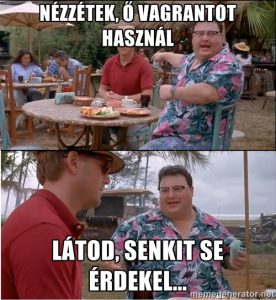 NÉZZÉTEK, Ő VAGRANTOT
HASZNÁL
LÁTOD, SENKIT SE
ÉRDEKEL...
memegenerator.net